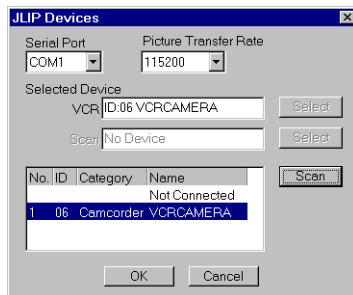 JLIP Devices
Serial Port Picture Transfer Rate
COM1 115200
Selected Device
VCR ID:06 VCRCAMERA Select
Scan No Device Select
No. ID Category Name Scan
Not Connected
1 06 Camcorder VCRCAMERA
OK Cancel